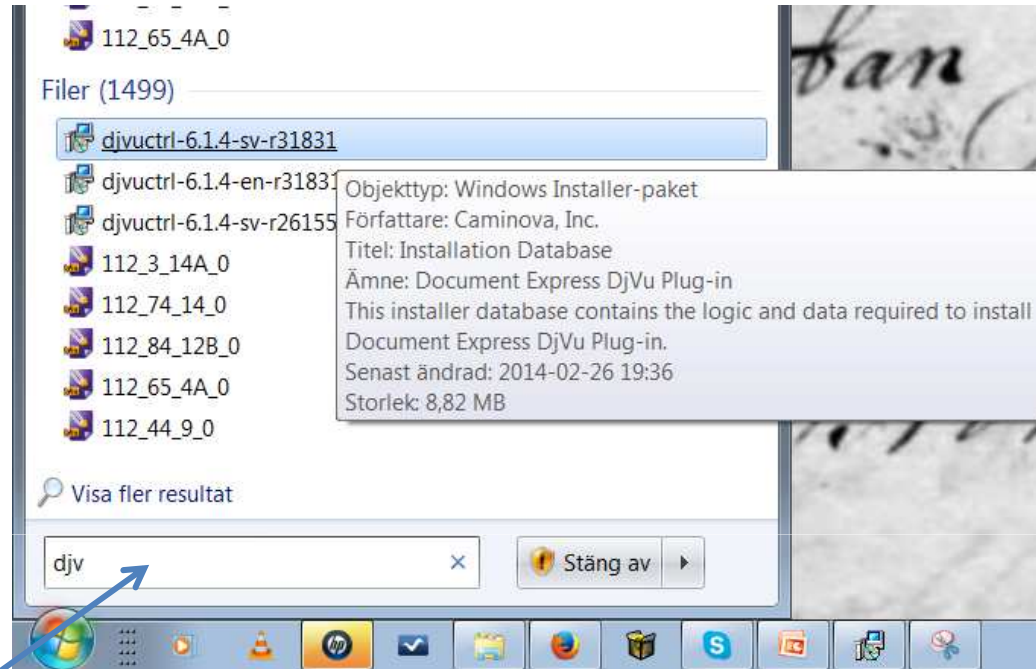 112_65_4A_0
Filer (1499)
djvuctrl-6.1.4-sv-r31831
djvuctrl-6.1.4-en-r31831
djvuctrl-6.1.4-sv-r26155
112_3_14A_0
112_74_14_0
112_84_12B_0
112_65_4A_0
112_44_9_0
Objekttyp: Windows Installer-paket
Författare: Caminova, Inc.
Titel: Installation Database
Ämne: Document Express DjVu Plug-in
This installer database contains the logic and data required to install
Document Express DjVu Plug-in.
Senast ändrad: 2014-02-26 19:36
Storlek: 8,82 MB
Visa fler resultat
djv
Stäng av
hp
S